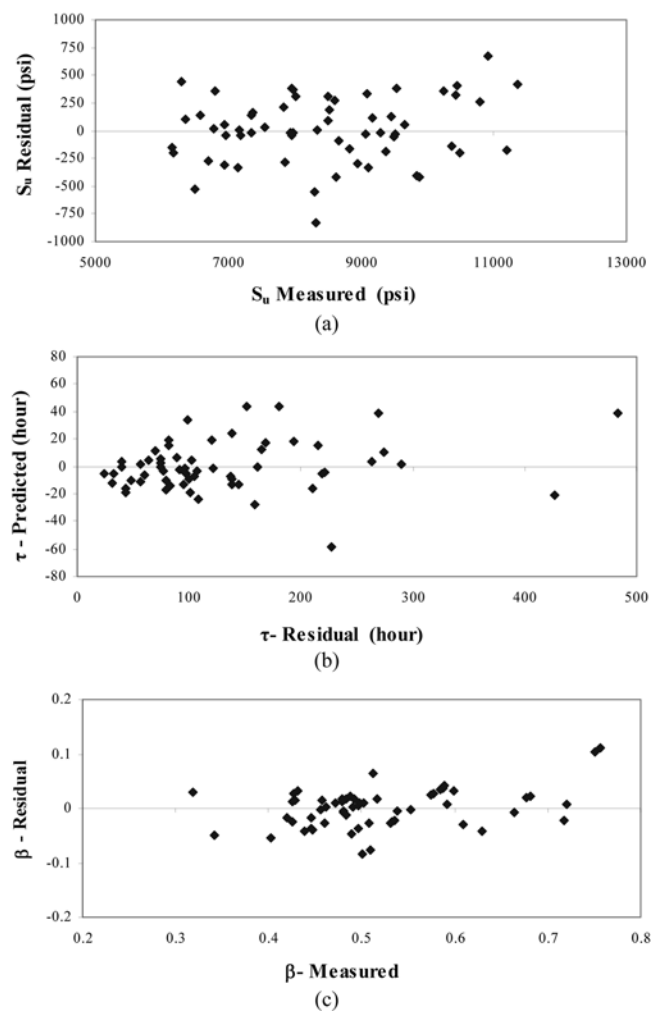 1000
750
500
250
0
-250
-500
-750
-1000
Su Residual (psi)
5000 7000 9000 11000 13000
Su Measured (psi)
(a)
80
60
40
20
0
-20
-40
-60
-80
τ - Predicted (hour)
0 100 200 300 400 500
τ- Residual (hour)
(b)
0.2
0.1
0
-0.1
-0.2
β - Residual
0.2 0.3 0.4 0.5 0.6 0.7 0.8
β- Measured
(c)